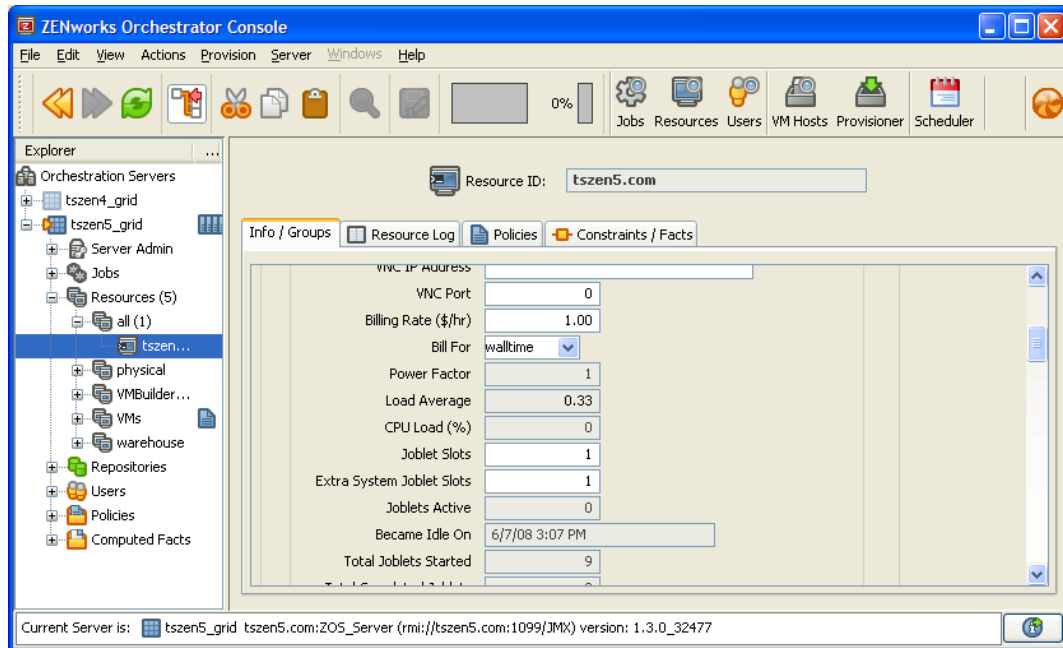 ZENworks Orchestrator Console
File Edit View Actions Provision Server Windows Help
0%
Jobs Resources Users VM Hosts Provisioner Scheduler
Explorer ...
Orchestration Servers
tszen4_grid
tszen5_grid
Server Admin
Jobs
Resources (5)
all (1)
tszen...
physical
VMBuilder...
VMs
warehouse
Repositories
Users
Policies
Computed Facts
Resource ID: tszen5.com
Info / Groups Resource Log Policies Constraints / Facts
VNC IP Address
VNC Port 0
Billing Rate ($/hr) 1.00
Bill For walltime
Power Factor 1
Load Average 0.33
CPU Load (%) 0
Joblet Slots 1
Extra System Joblet Slots 1
Joblets Active 0
Became Idle On 6/7/08 3:07 PM
Total Joblets Started 9
Current Server is: tszen5_grid tszen5.com:ZOS_Server (rmi://tszen5.com:1099/JMX) version: 1.3.0_32477